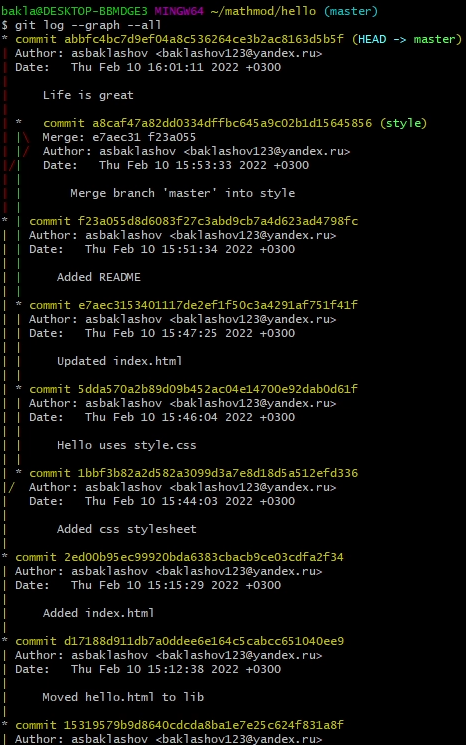 bakla@DESKTOP-BBMDGE3 MINGW64 ~/mathmod/hello (master)
$ git log --graph --all
* commit abbfc4bc7d9ef04a8c536264ce3b2ac8163d5b5f (HEAD -> master)
| Author: asbaklashov <baklashov123@yandex.ru>
| Date:   Thu Feb 10 16:01:11 2022 +0300
|
|     Life is great
|
| *   commit a8caf47a82dd0334dffbc645a9c02b1d15645856 (style)
| |\  Merge: e7aec31 f23a055
| |/  Author: asbaklashov <baklashov123@yandex.ru>
|/|   Date:   Thu Feb 10 15:53:33 2022 +0300
| |
| |       Merge branch 'master' into style
| |
* | commit f23a055d8d6083f27c3abd9cb7a4d623ad4798fc
| | Author: asbaklashov <baklashov123@yandex.ru>
| | Date:   Thu Feb 10 15:51:34 2022 +0300
| |
| |     Added README
| |
| * commit e7aec3153401117de2ef1f50c3a4291af751f41f
| | Author: asbaklashov <baklashov123@yandex.ru>
| | Date:   Thu Feb 10 15:47:25 2022 +0300
| |
| |     Updated index.html
| |
| * commit 5dda570a2b89d09b452ac04e14700e92dab0d61f
| | Author: asbaklashov <baklashov123@yandex.ru>
| | Date:   Thu Feb 10 15:46:04 2022 +0300
| |
| |     Hello uses style.css
| |
| * commit 1bbf3b82a2d582a3099d3a7e8d18d5a512efd336
|/  Author: asbaklashov <baklashov123@yandex.ru>
|   Date:   Thu Feb 10 15:44:03 2022 +0300
|
|       Added css stylesheet
|
* commit 2ed00b95ec99920bda6383cbacb9ce03cdfa2f34
| Author: asbaklashov <baklashov123@yandex.ru>
| Date:   Thu Feb 10 15:15:29 2022 +0300
|
|     Added index.html
|
* commit d17188d911db7a0ddee6e164c5cabcc651040ee9
| Author: asbaklashov <baklashov123@yandex.ru>
| Date:   Thu Feb 10 15:12:38 2022 +0300
|
|     Moved hello.html to lib
|
* commit 15319579b9d8640cdcda8ba1e7e25c624f831a8f
| Author: asbaklashov <baklashov123@yandex.ru>